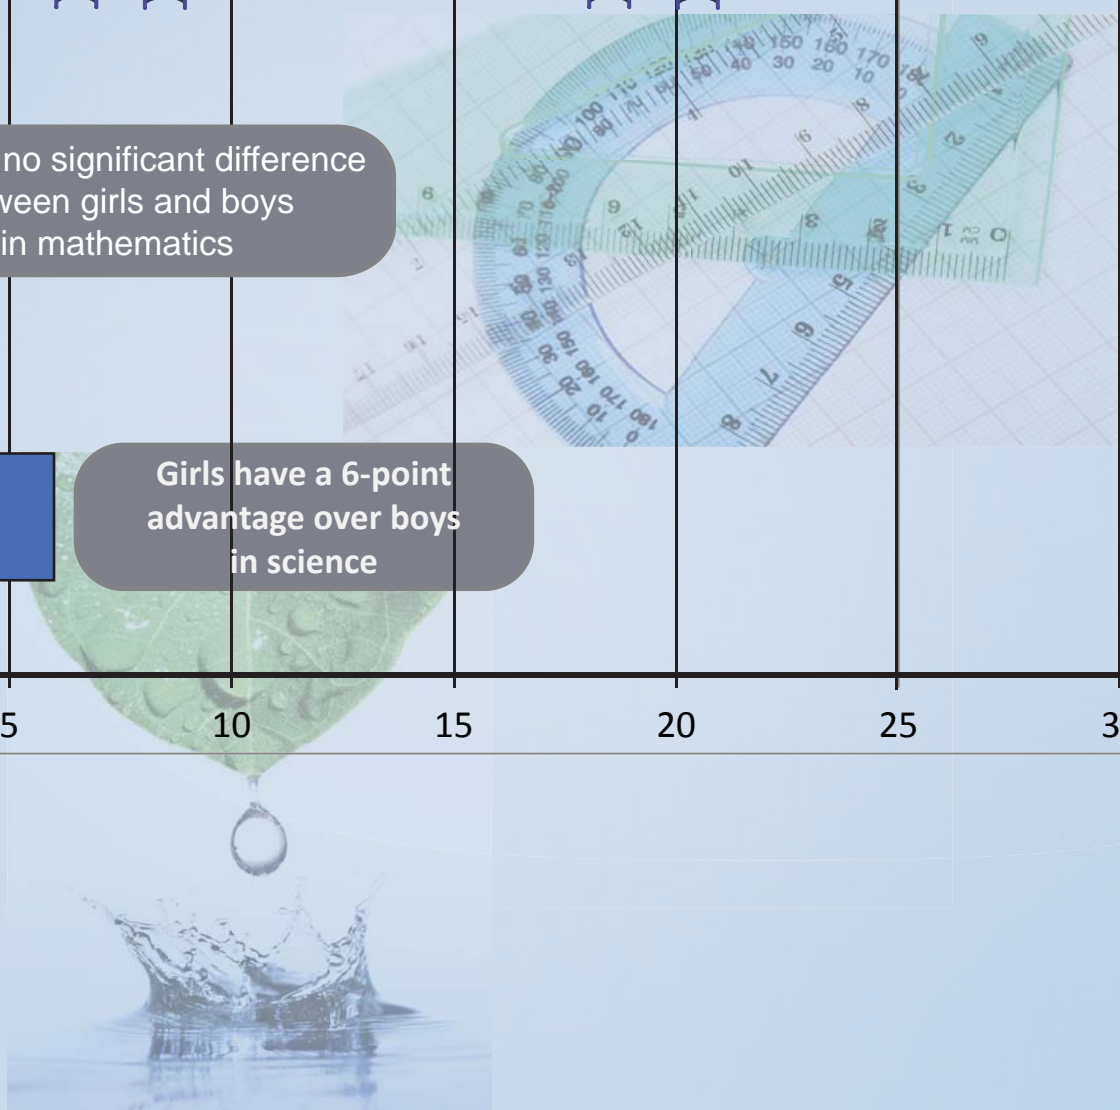 no significant difference
ween girls and boys
in mathematics
Girls have a 6-point
advantage over boys
in science
5 10 15 20 25 3